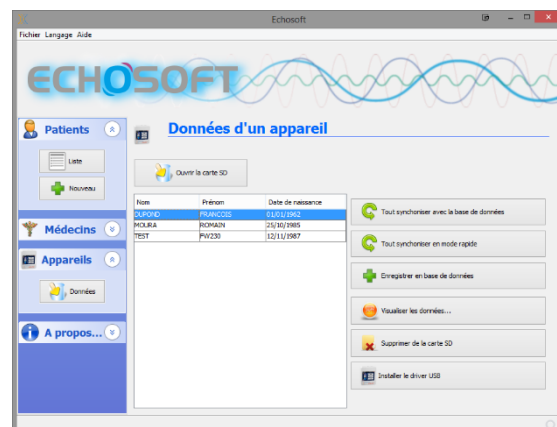 Echosoft
Fichier Langage Aide
ECHOSOFT
Patients
Liste
Nouveau
Médecins
Appareils
Données
A propos...
Données d'un appareil
Ouvrir la carte SD
Nom Prénom Date de naissance
DUPOND FRANCOIS 01/01/1962
MOURA ROMAIN 25/10/1985
TEST FW230 12/11/1987
Tout synchoniser avec la base de données
Tout synchoniser en mode rapide
Enregistrer en base de données
Visualiser les données...
Supprimer de la carte SD
Installer le driver USB